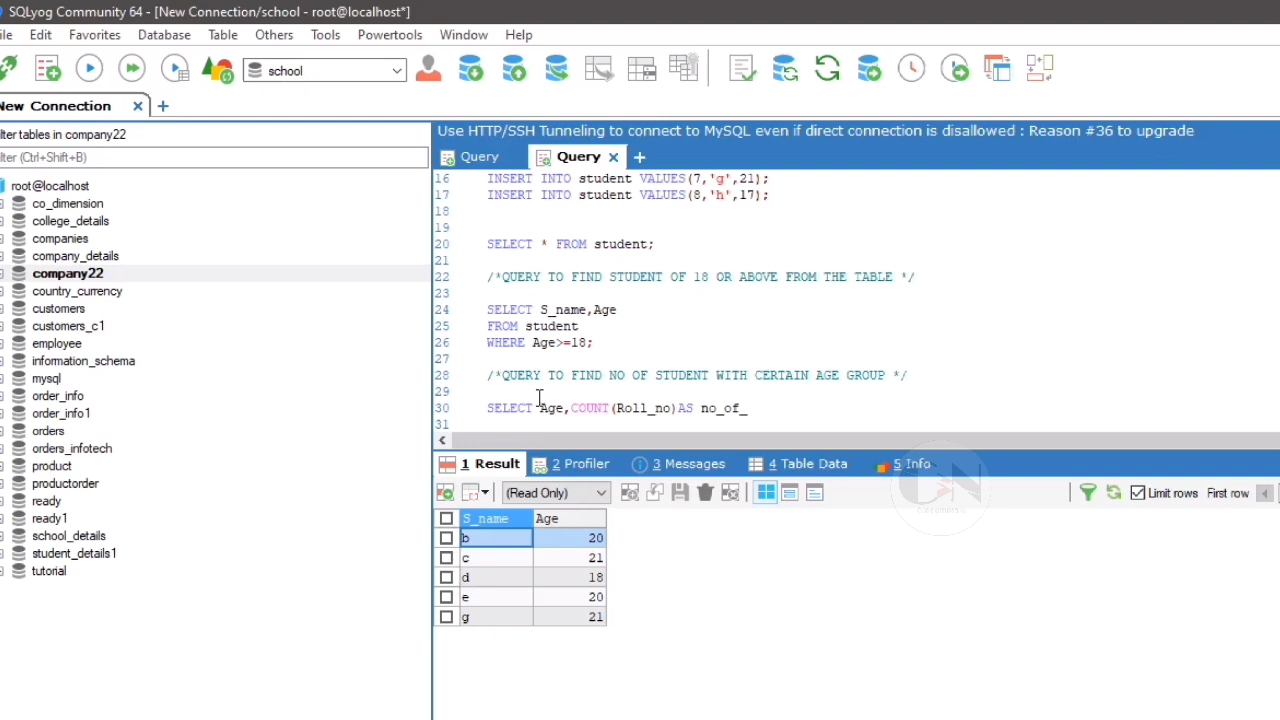 SQLyog Community 64 - [New Connection/school - root@localhost*]
ile Edit Favorites Database Table Others Tools Powertools Window Help
school
New Connection
lter tables in company22
lter (Ctrl+Shift+B)
root@localhost
co_dimension
college_details
companies
company_details
company22
country_currency
customers
customers_c1
employee
information_schema
mysql
order_info
order_info1
orders
orders_infotech
product
productorder
ready
ready1
school_details
student_details1
tutorial
Use HTTP/SSH Tunneling to connect to MySQL even if direct connection is disallowed : Reason #36 to upgrade
Query Query
16 INSERT INTO student VALUES(7,'g',21);
17 INSERT INTO student VALUES(8,'h',17);
18
19
20 SELECT * FROM student;
21
22 /*QUERY TO FIND STUDENT OF 18 OR ABOVE FROM THE TABLE */
23
24 SELECT S_name,Age
25 FROM student
26 WHERE Age>=18;
27
28 /*QUERY TO FIND NO OF STUDENT WITH CERTAIN AGE GROUP */
29
30 SELECT Age,COUNT(Roll_no)AS no_of_
31
1 Result 2 Profiler 3 Messages 4 Table Data 5 Info
(Read Only) Limit rows First row
S_name Age
b 20
c 21
d 18
e 20
g 21